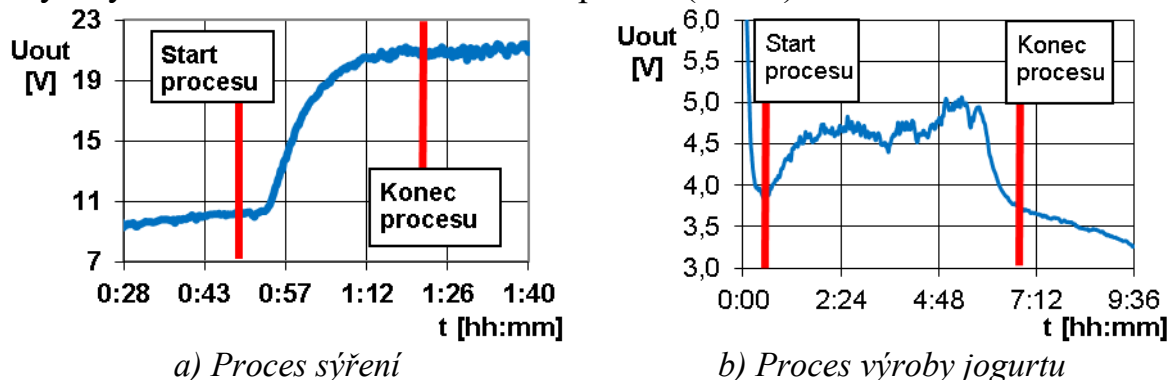 23
Uout
[V]
19
15
11
7
Start
procesu
Konec
procesu
0:28 0:43 0:57 1:12 1:26 1:40
t [hh:mm]
a) Proces sýření
6,0
Uout
[V]
5,5
5,0
4,5
4,0
3,5
3,0
Start
procesu
Konec
procesu
0:00 2:24 4:48 7:12 9:36
t [hh:mm]
b) Proces výroby jogurtu